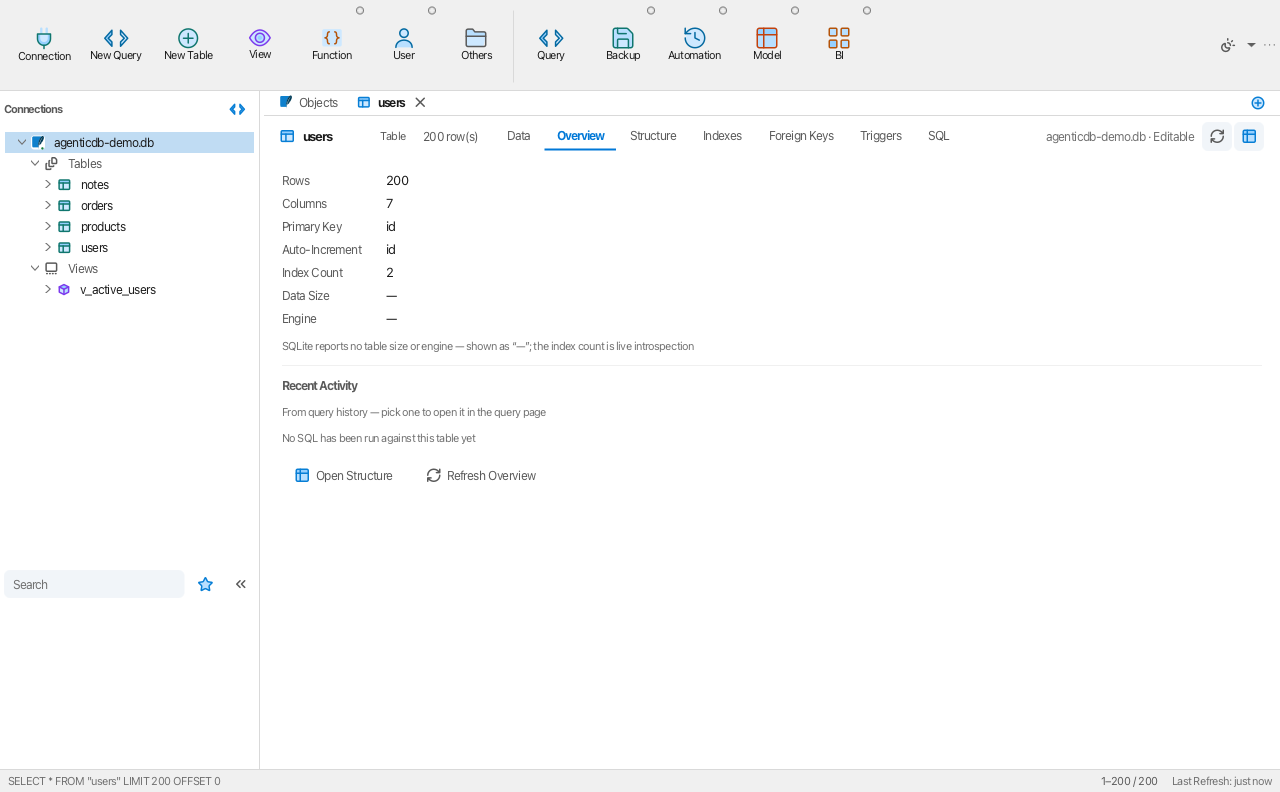 Connection
New Query
New Table
View
Function
User
Others
Query
Backup
Automation
Model
BI
Connections
agenticdb-demo.db
Tables
notes
orders
products
users
Views
v_active_users
Search
Objects
users
users
Table
200 row(s)
Data
Overview
Structure
Indexes
Foreign Keys
Triggers
SQL
agenticdb-demo.db · Editable
Rows 200
Columns 7
Primary Key id
Auto-Increment id
Index Count 2
Data Size —
Engine —
SQLite reports no table size or engine — shown as “—”; the index count is live introspection
Recent Activity
From query history — pick one to open it in the query page
No SQL has been run against this table yet
Open Structure
Refresh Overview
SELECT * FROM "users" LIMIT 200 OFFSET 0
1–200 / 200
Last Refresh: just now